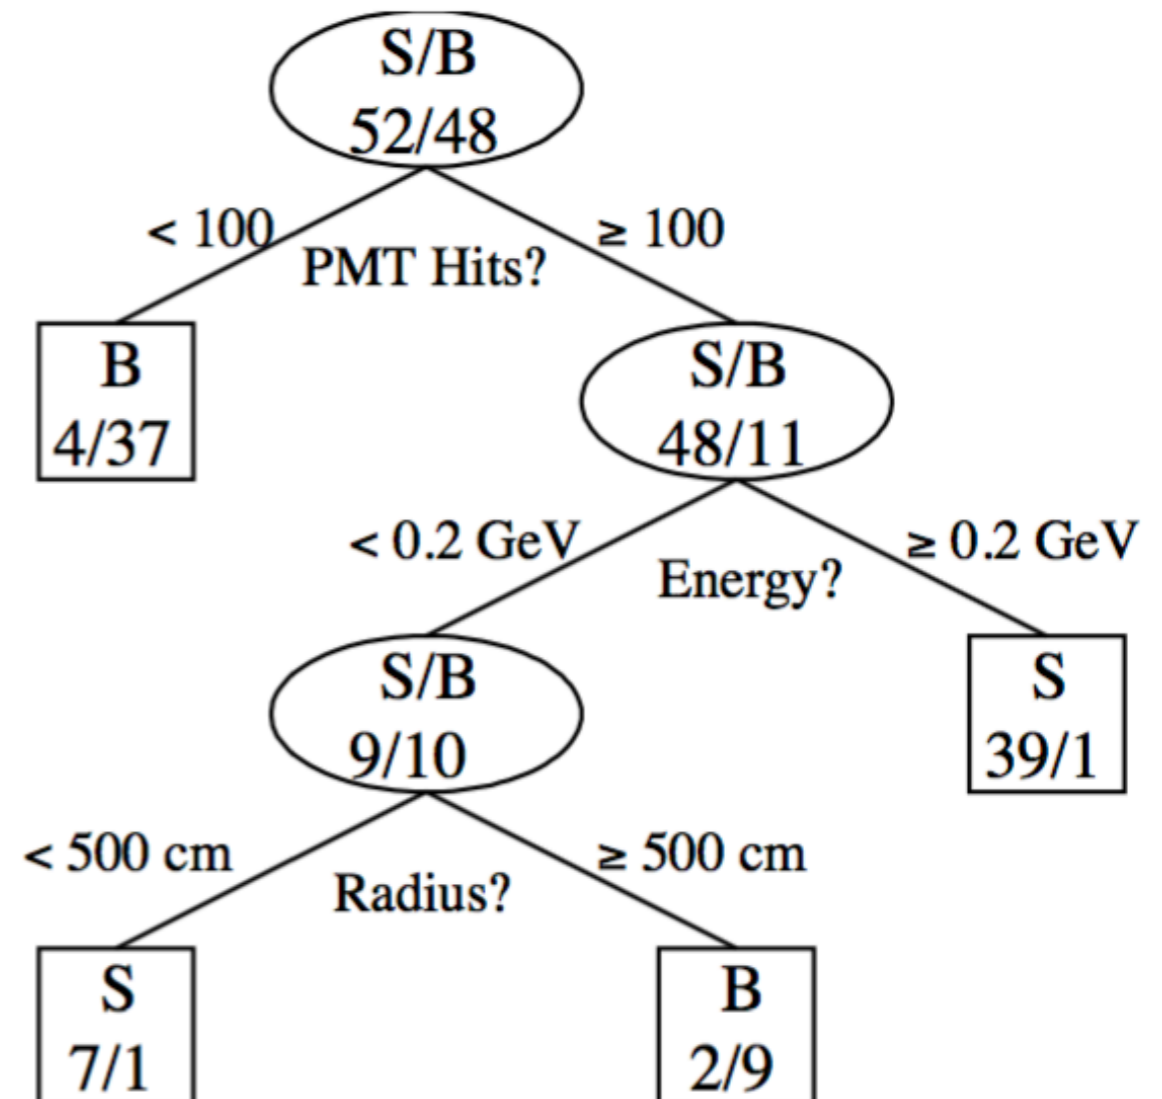 S/B
52/48
< 100
≥ 100
PMT Hits?
B
4/37
S/B
48/11
< 0.2 GeV
≥ 0.2 GeV
Energy?
S/B
9/10
S
39/1
< 500 cm
≥ 500 cm
Radius?
S
7/1
B
2/9